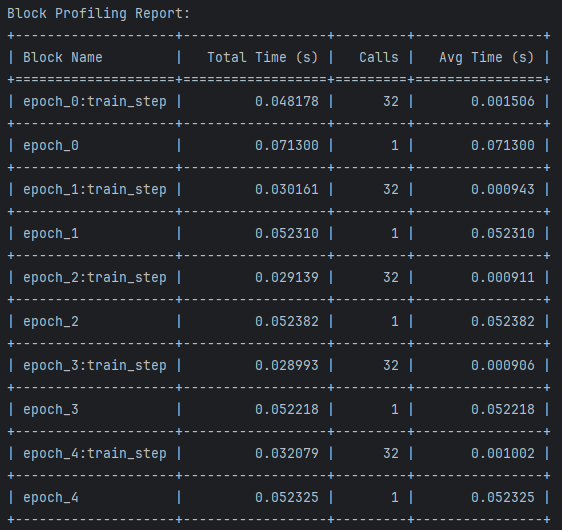 Block Profiling Report:
+--------------------+------------------+---------+----------------+
| Block Name         |   Total Time (s) |   Calls |   Avg Time (s) |
+====================+==================+=========+================+
| epoch_0:train_step |         0.048178 |      32 |       0.001506 |
+--------------------+------------------+---------+----------------+
| epoch_0            |         0.071300 |       1 |       0.071300 |
+--------------------+------------------+---------+----------------+
| epoch_1:train_step |         0.030161 |      32 |       0.000943 |
+--------------------+------------------+---------+----------------+
| epoch_1            |         0.052310 |       1 |       0.052310 |
+--------------------+------------------+---------+----------------+
| epoch_2:train_step |         0.029139 |      32 |       0.000911 |
+--------------------+------------------+---------+----------------+
| epoch_2            |         0.052382 |       1 |       0.052382 |
+--------------------+------------------+---------+----------------+
| epoch_3:train_step |         0.028993 |      32 |       0.000906 |
+--------------------+------------------+---------+----------------+
| epoch_3            |         0.052218 |       1 |       0.052218 |
+--------------------+------------------+---------+----------------+
| epoch_4:train_step |         0.032079 |      32 |       0.001002 |
+--------------------+------------------+---------+----------------+
| epoch_4            |         0.052325 |       1 |       0.052325 |
+--------------------+------------------+---------+----------------+